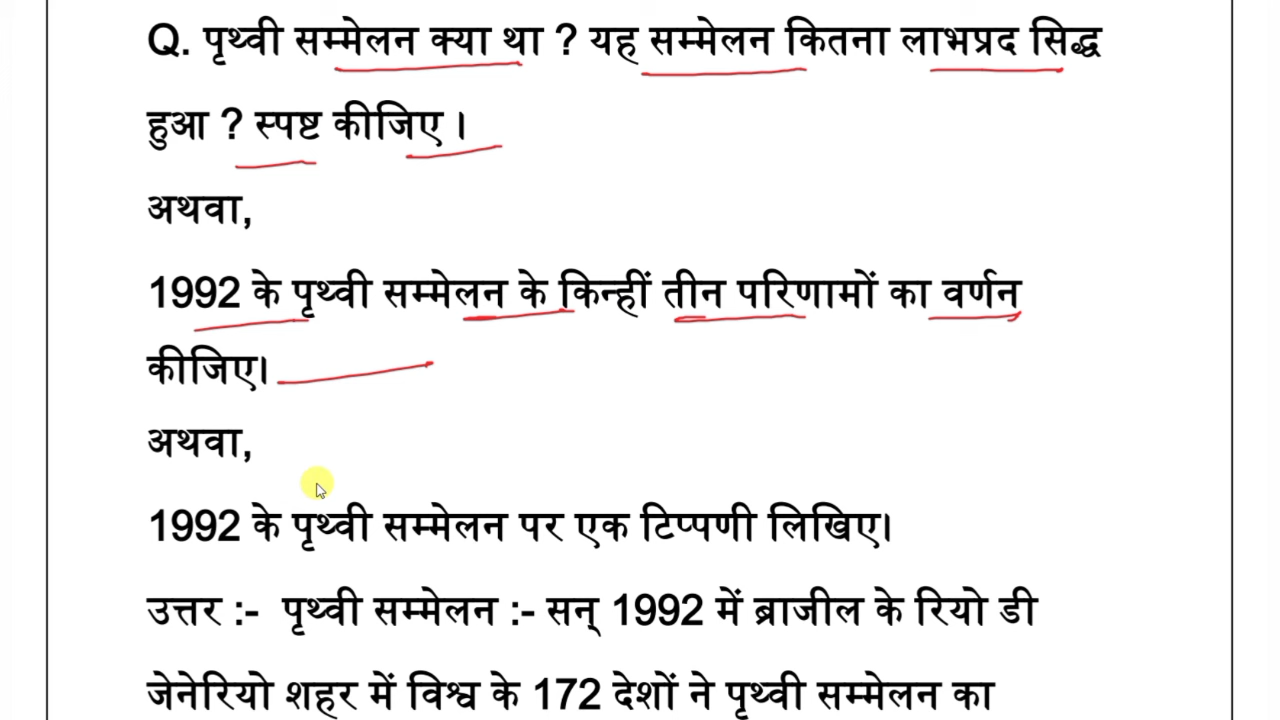 Q. पृथ्वी सम्मेलन क्या था ? यह सम्मेलन कितना लाभप्रद सिद्ध
हुआ ? स्पष्ट कीजिए ।
अथवा,
1992 के पृथ्वी सम्मेलन के किन्हीं तीन परिणामों का वर्णन
कीजिए।
अथवा,
1992 के पृथ्वी सम्मेलन पर एक टिप्पणी लिखिए।
उत्तर :- पृथ्वी सम्मेलन :- सन् 1992 में ब्राजील के रियो डी
जेनेरियो शहर में विश्व के 172 देशों ने पृथ्वी सम्मेलन का